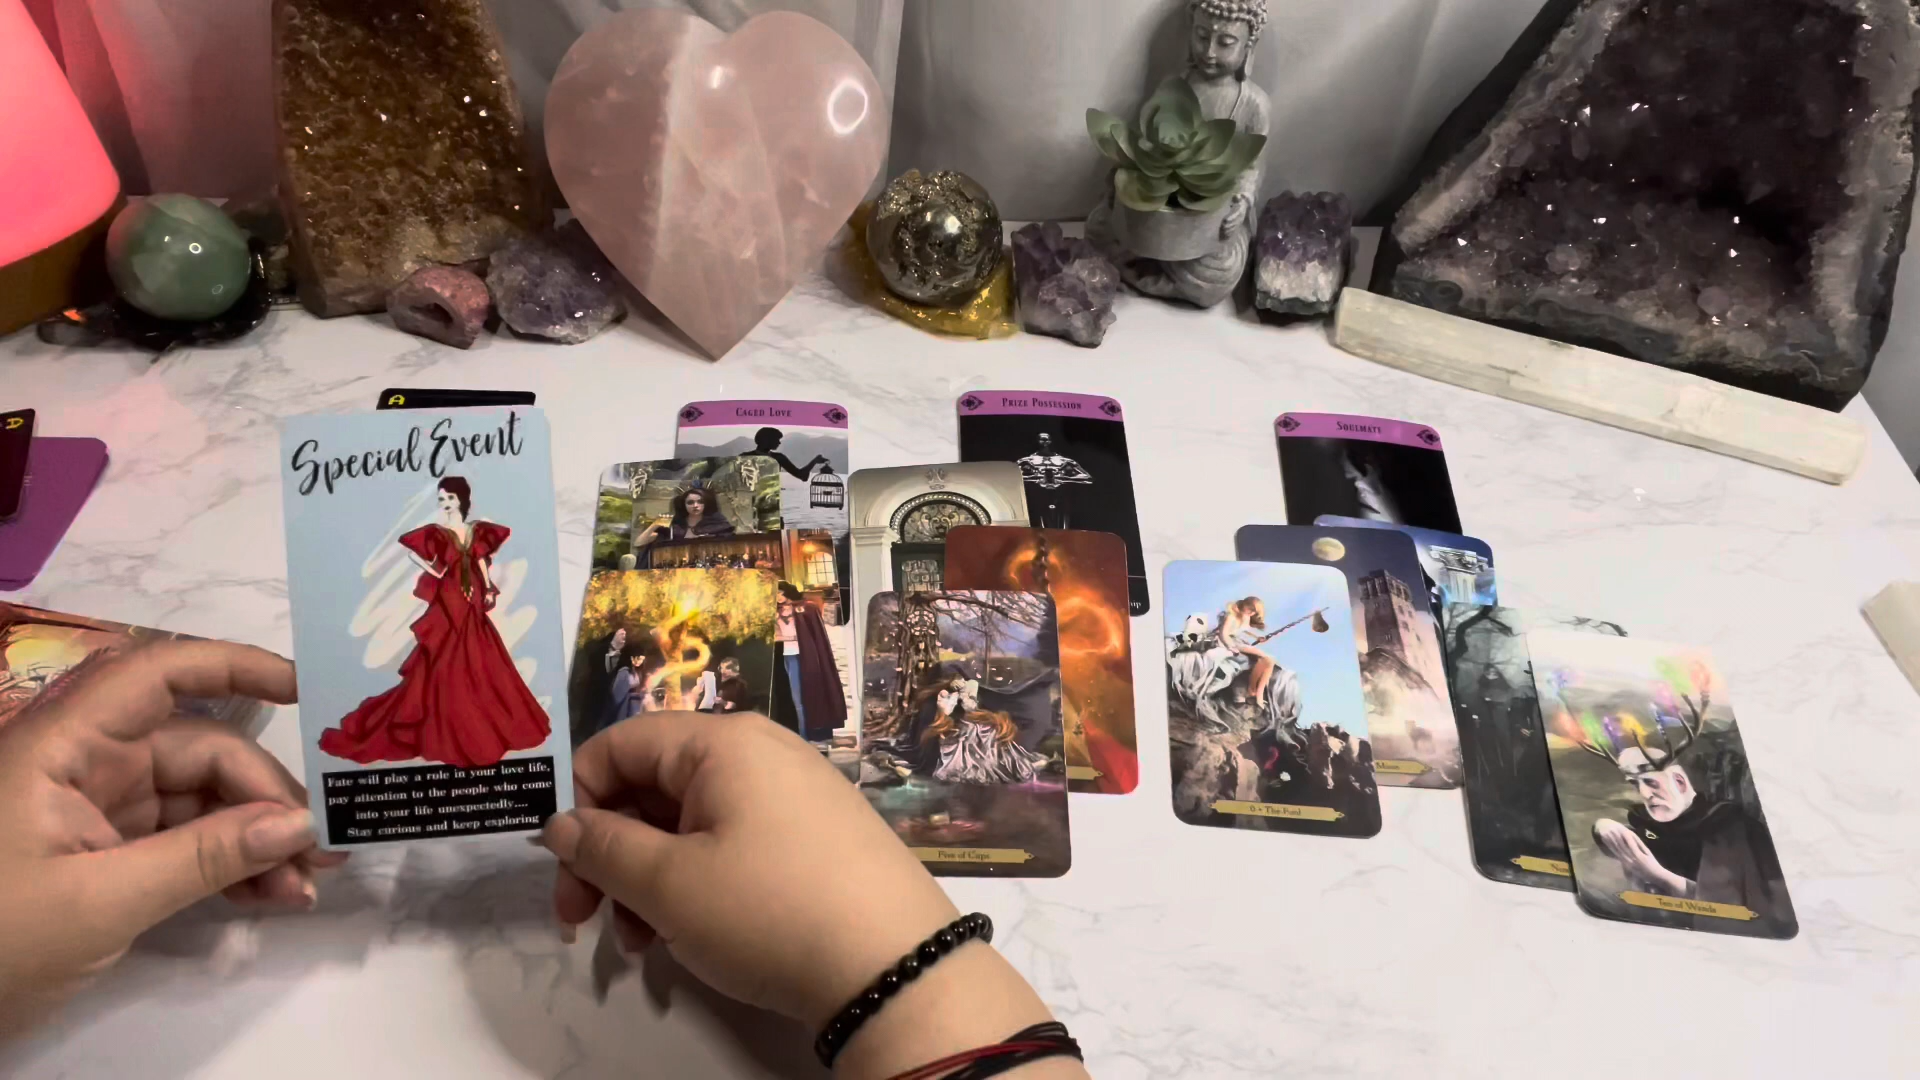 Special Event
Fate will play a role in your love life,
pay attention to the people who come
into your life unexpectedly....
Stay curious and keep exploring
A
A
Caged Love
Prize Possession
Soulmate
Five of Cups
0 • The Fool
Moon
Ten of Wands